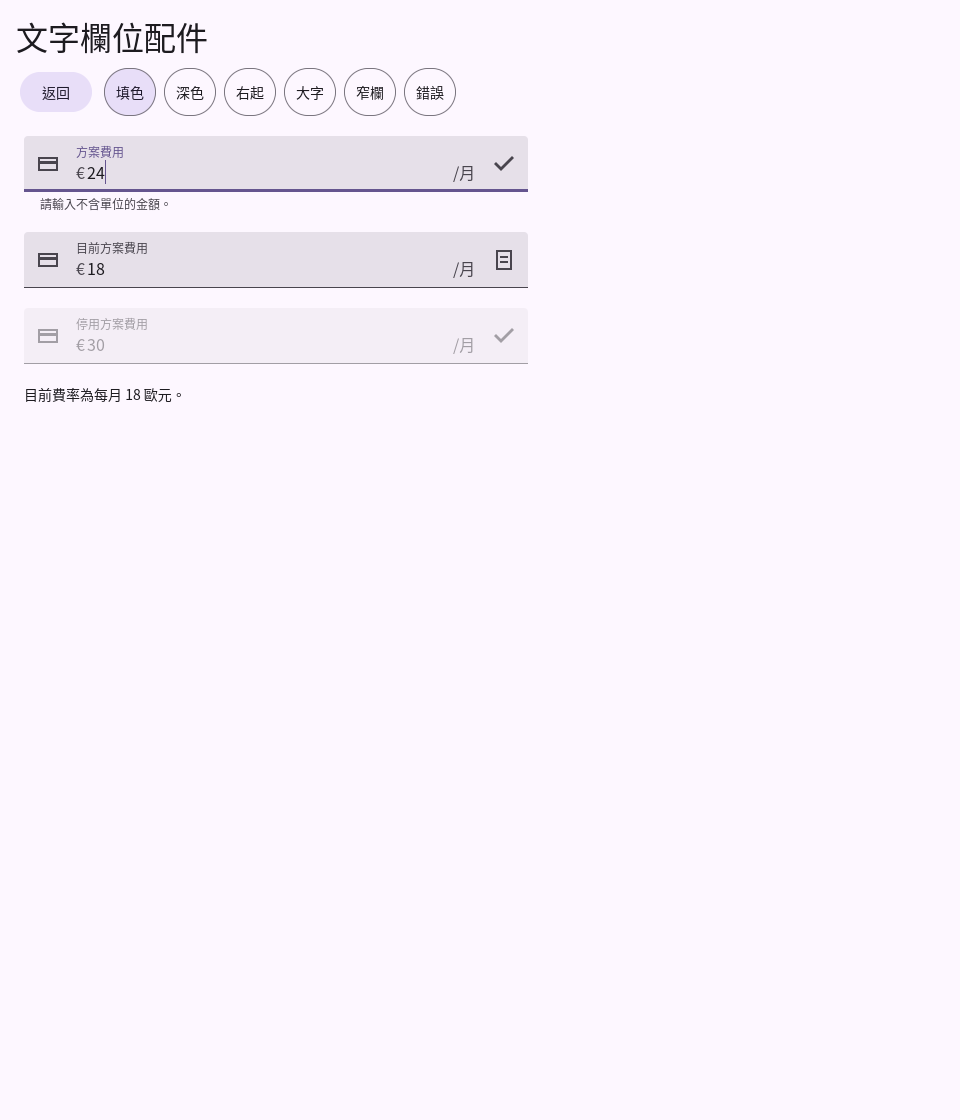 文字欄位配件
返回 填色 深色 右起 大字 窄欄 錯誤
方案費用
€24 /月
請輸入不含單位的金額。
目前方案費用
€18 /月
停用方案費用
€30 /月
目前費率為每月 18 歐元。